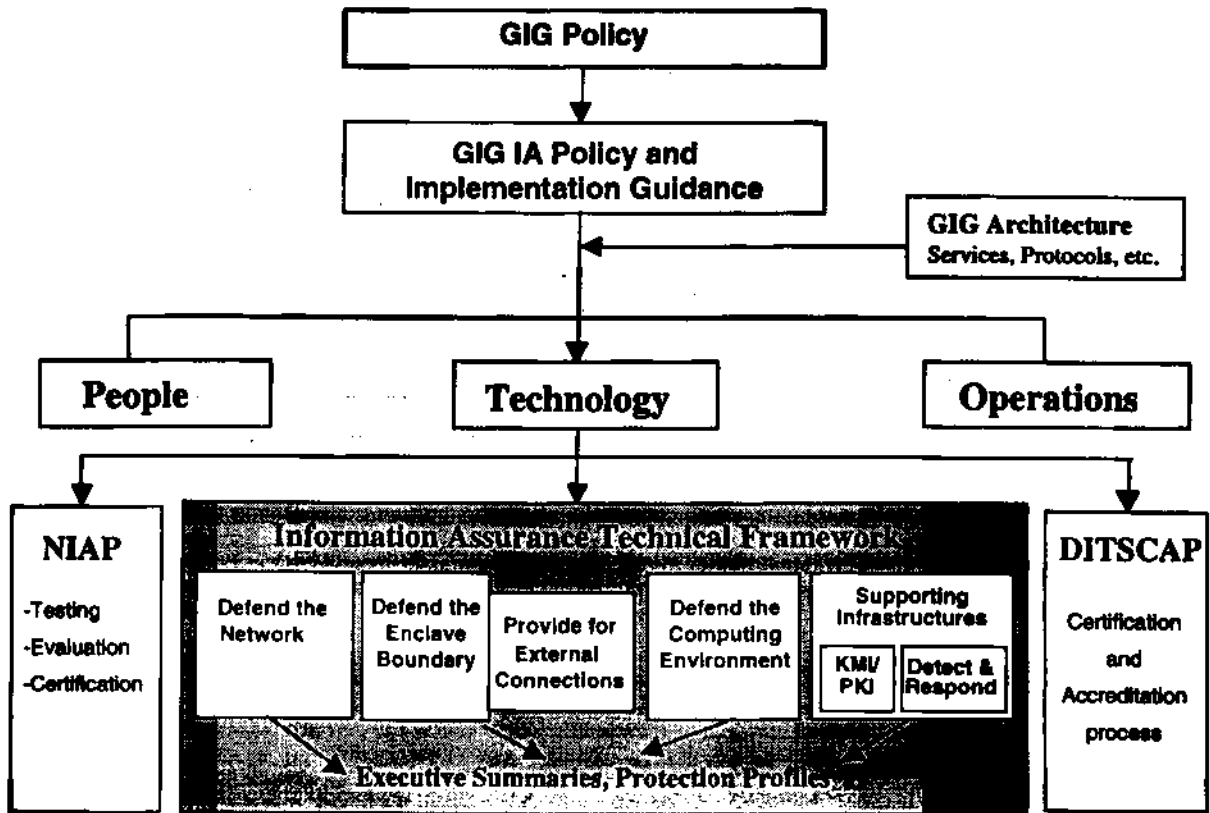 GIG Policy
GIG IA Policy and
Implementation Guidance
GIG Architecture
Services, Protocols, etc.
People
Technology
Operations
NIAP
-Testing
-Evaluation
-Certification
Information Assurance Technical Framework
Defend the
Network
Defend the
Enclave
Boundary
Provide for
External
Connections
Defend the
Computing
Environment
Supporting
Infrastructures
KMI/
PKI
Detect &
Respond
Executive Summaries, Protection Profiles
DITSCAP
Certification
and
Accreditation
process